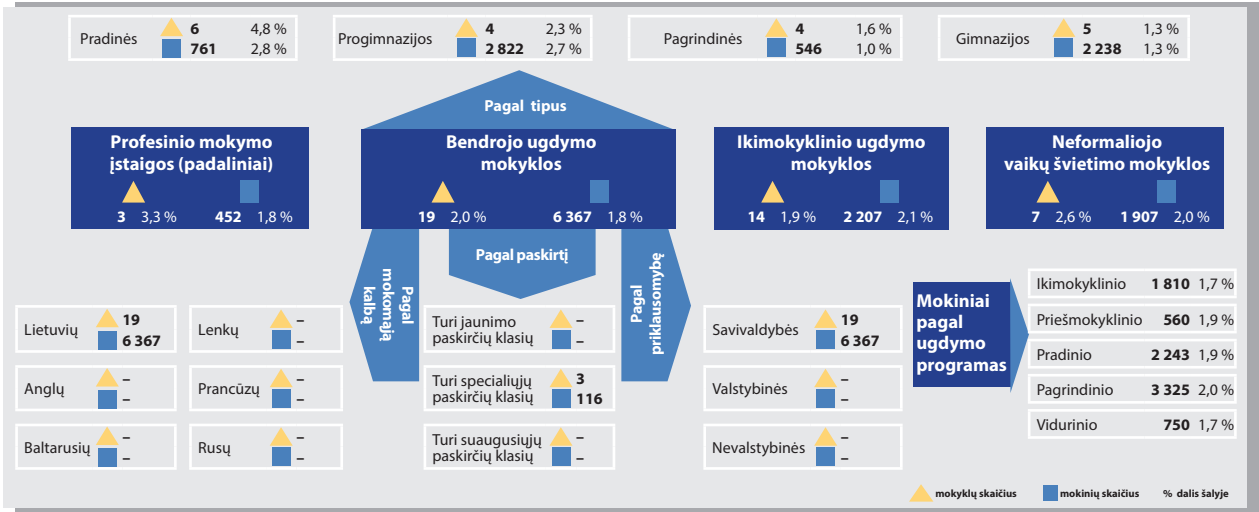 Pradinės
6 4,8 %
761 2,8 %
Progimnazijos
4 2,3 %
2 822 2,7 %
Pagrindinės
4 1,6 %
546 1,0 %
Gimnazijos
5 1,3 %
2 238 1,3 %
Pagal tipus
Profesinio mokymo
įstaigos (padaliniai)
3 3,3 % 452 1,8 %
Bendrojo ugdymo
mokyklos
19 2,0 % 6 367 1,8 %
Ikimokyklinio ugdymo
mokyklos
14 1,9 % 2 207 2,1 %
Neformaliojo
vaikų švietimo mokyklos
7 2,6 % 1 907 2,0 %
Pagal
mokomąją
kalbą
Pagal paskirtį
Pagal
priklausomybę
Lietuvių
19
6 367
Lenkų
–
–
Anglų
–
–
Prancūzų
–
–
Baltarusių
–
–
Rusų
–
–
Turi jaunimo
paskirčių klasių
–
–
Turi specialiųjų
paskirčių klasių
3
116
Turi suaugusiųjų
paskirčių klasių
–
–
Savivaldybės
19
6 367
Valstybinės
–
–
Nevalstybinės
–
–
Mokiniai
pagal
ugdymo
programas
Ikimokyklinio 1 810 1,7 %
Priešmokyklinio 560 1,9 %
Pradinio 2 243 1,9 %
Pagrindinio 3 325 2,0 %
Vidurinio 750 1,7 %
mokyklų skaičius mokinių skaičius % dalis šalyje